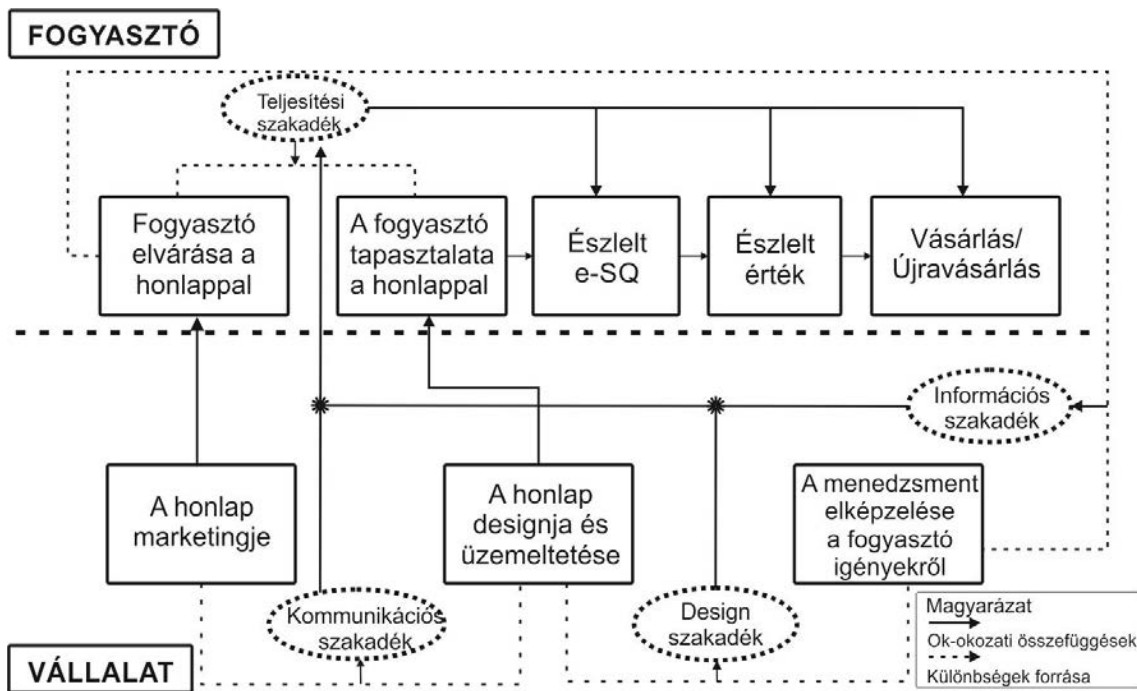 FOGYASZTÓ
Teljesítési
szakadék
Fogyasztó
elvárása a
honlappal
A fogyasztó
tapasztalata
a honlappal
Észlelt
e-SQ
Észlelt
érték
Vásárlás/
Újravásárlás
Információs
szakadék
A honlap
marketingje
A honlap
designja és
üzemeltetése
A menedzsment
elképzelése
a fogyasztó
igényekről
Kommunikációs
szakadék
Design
szakadék
Magyarázat
Ok-okozati összefüggések
Különbségek forrása
VÁLLALAT